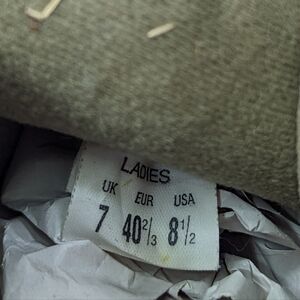 LADIES
UK EUR USA
7 40 2/3 8 1/2